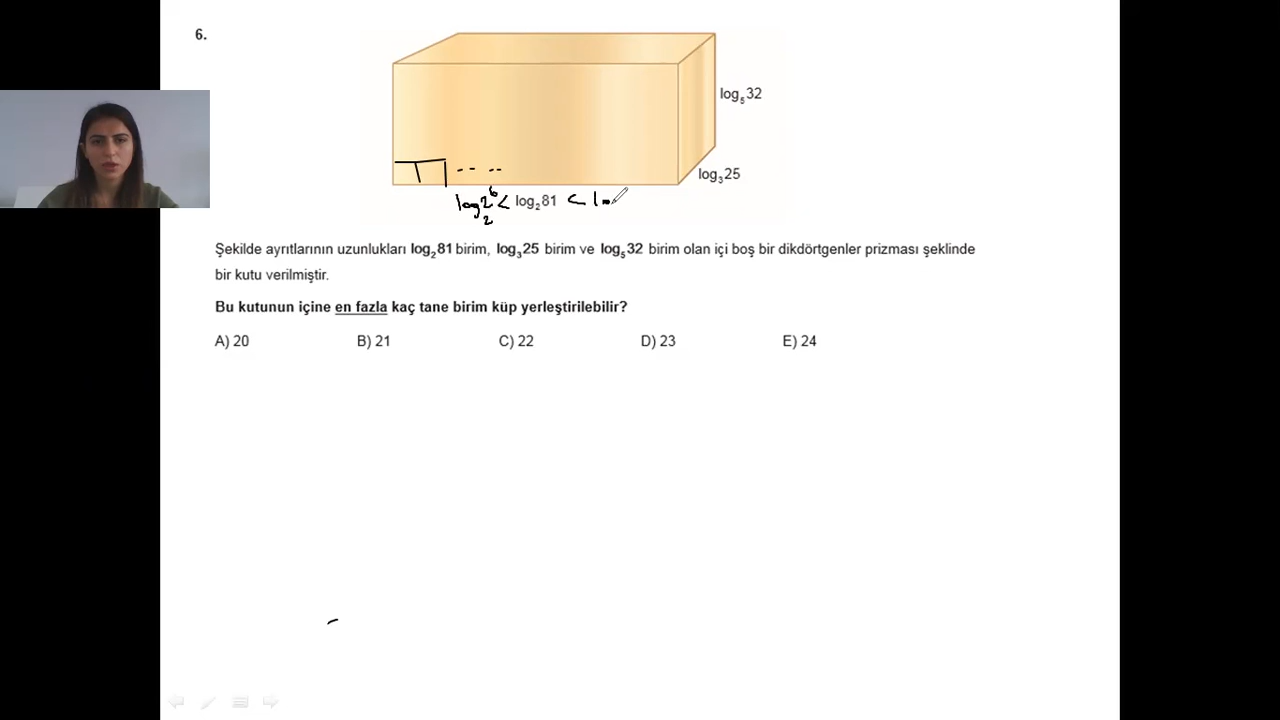 6.
log₅32
log₃25
log₂2⁶ < log₂81 <
Şekilde ayrıtlarının uzunlukları log₂81 birim, log₃25 birim ve log₅32 birim olan içi boş bir dikdörtgenler prizması şeklinde
bir kutu verilmiştir.
Bu kutunun içine en fazla kaç tane birim küp yerleştirilebilir?
A) 20 B) 21 C) 22 D) 23 E) 24